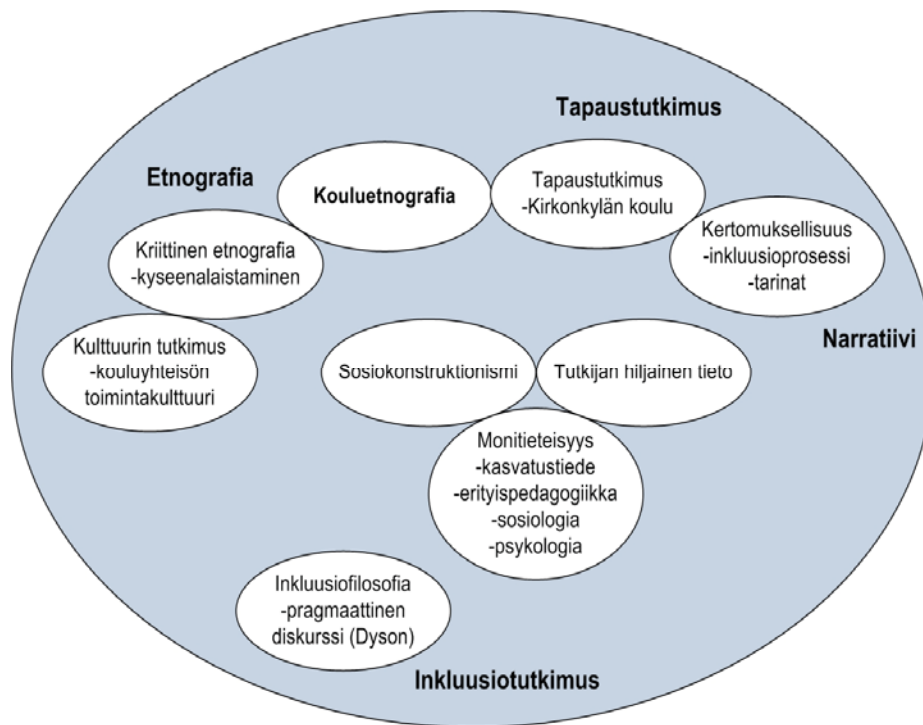 Tapaustutkimus
Etnografia
Kouluetnografia
Tapaustutkimus
-Kirkonkylän koulu
Kertomuksellisuus
-inkluusioprosessi
-tarinat
Kriittinen etnografia
-kyseenalaistaminen
Narratiivi
Kulttuurin tutkimus
-kouluyhteisön
toimintakulttuuri
Sosiokonstruktionismi
Tutkijan hiljainen tieto
Monitieteisyys
-kasvatustiede
-erityispedagogiikka
-sosiologia
-psykologia
Inkluusiofilosofia
-pragmaattinen
diskurssi (Dyson)
Inkluusiotutkimus